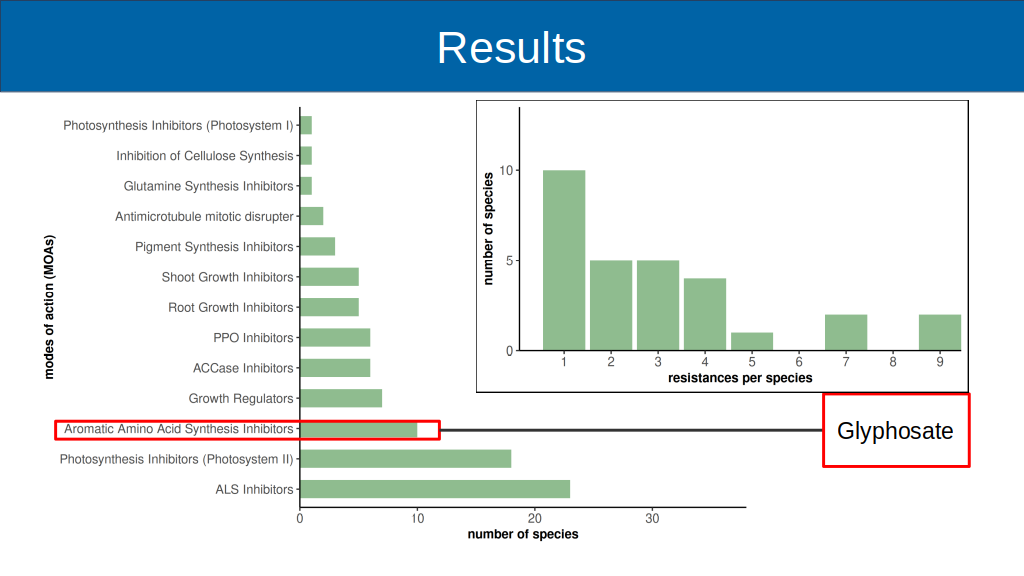 Results
modes of action (MOAs)
Photosynthesis Inhibitors (Photosystem I)
Inhibition of Cellulose Synthesis
Glutamine Synthesis Inhibitors
Antimicrotubule mitotic disrupter
Pigment Synthesis Inhibitors
Shoot Growth Inhibitors
Root Growth Inhibitors
PPO Inhibitors
ACCase Inhibitors
Growth Regulators
Aromatic Amino Acid Synthesis Inhibitors
Photosynthesis Inhibitors (Photosystem II)
ALS Inhibitors
0 10 20 30
number of species
number of species
10
5
0
1 2 3 4 5 6 7 8 9
resistances per species
Glyphosate